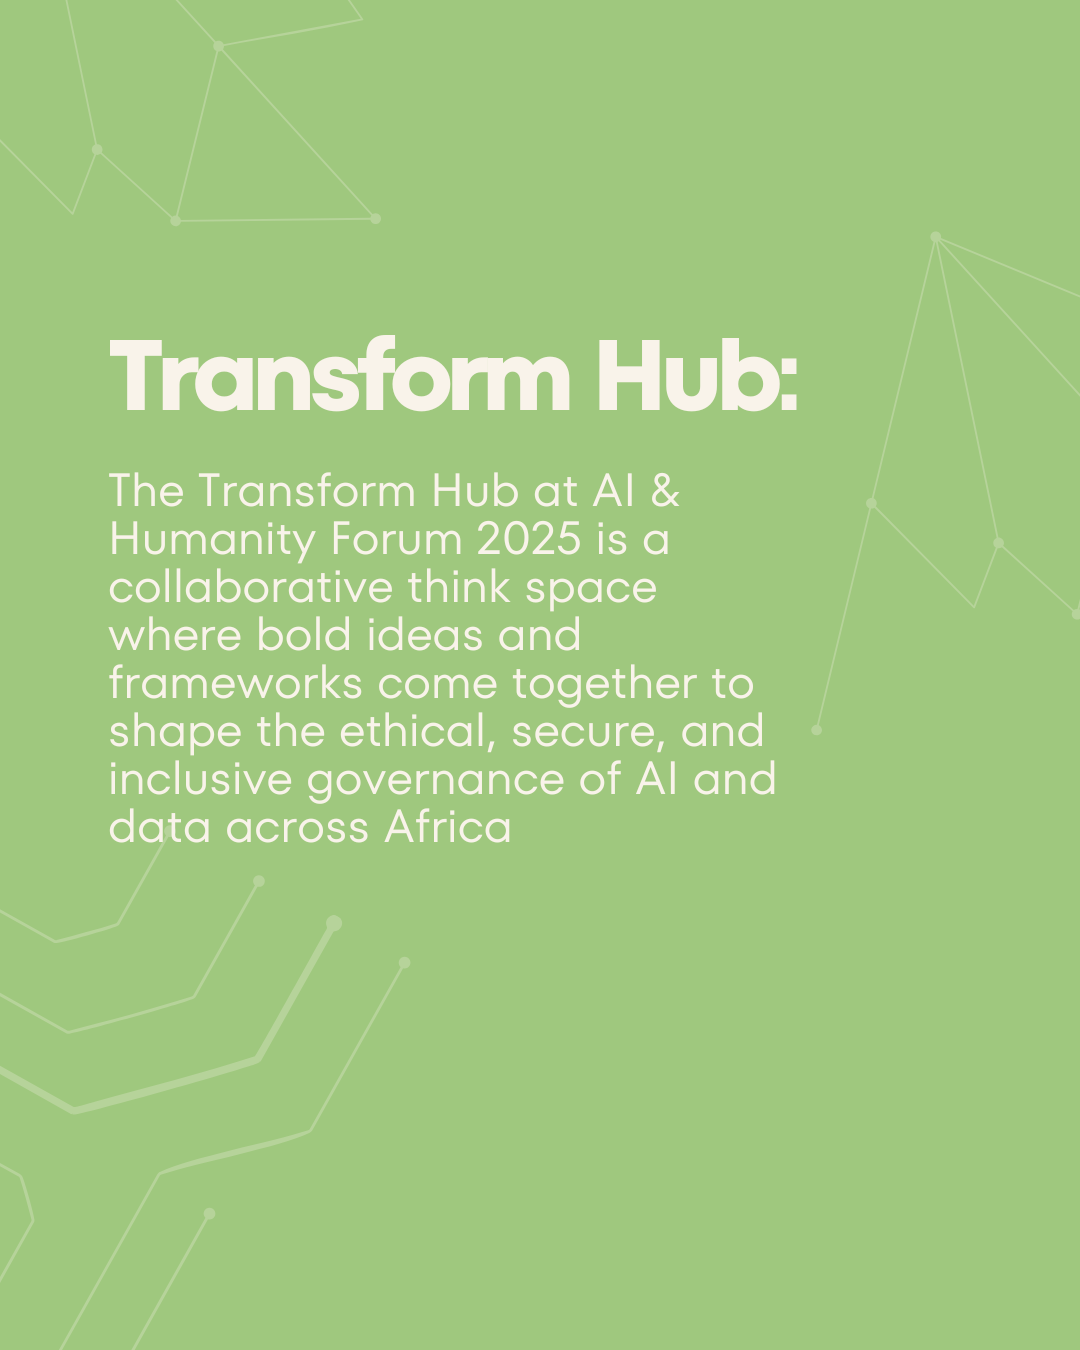 Transform Hub:
The Transform Hub at AI &
Humanity Forum 2025 is a
collaborative think space
where bold ideas and
frameworks come together to
shape the ethical, secure, and
inclusive governance of AI and
data across Africa